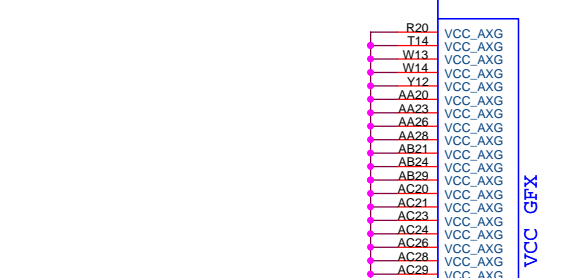 R20 VCC_AXG
T14 VCC_AXG
W13 VCC_AXG
W14 VCC_AXG
Y12 VCC_AXG
AA20 VCC_AXG
AA23 VCC_AXG
AA26 VCC_AXG
AA28 VCC_AXG
AB21 VCC_AXG
AB24 VCC_AXG
AB29 VCC_AXG
AC20 VCC_AXG
AC21 VCC_AXG
AC23 VCC_AXG
AC24 VCC_AXG
AC26 VCC_AXG
AC28 VCC_AXG
AC29 VCC_AXG
VCC GFX